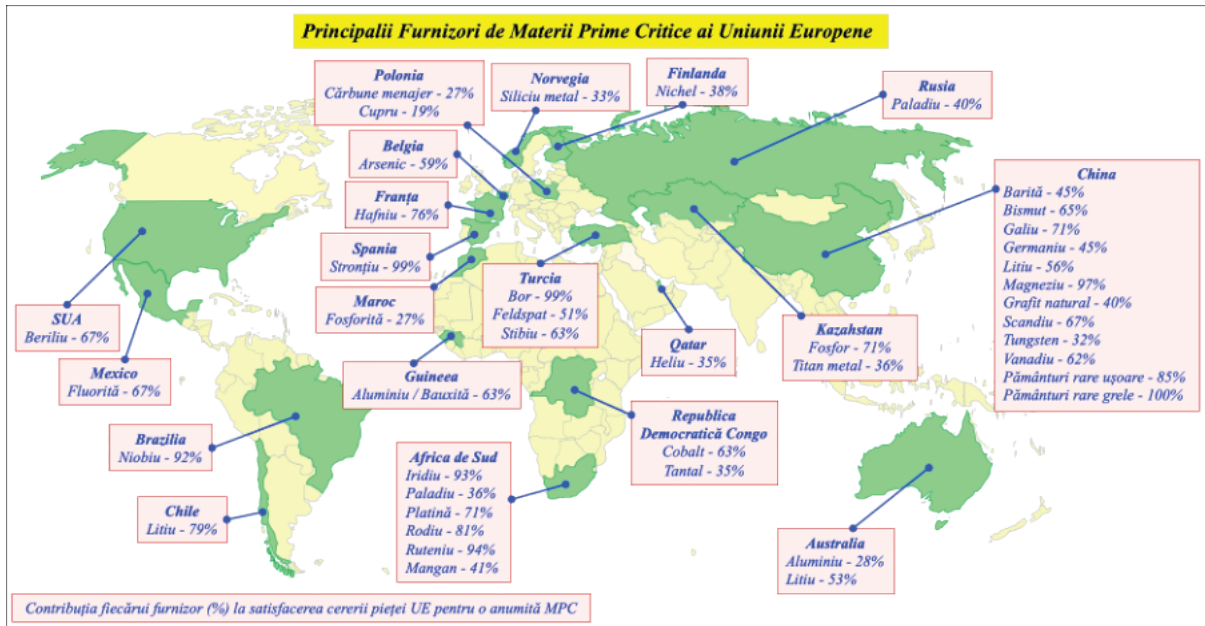 Principalii Furnizori de Materii Prime Critice ai Uniunii Europene
Polonia
Cărbune menajer - 27%
Cupru - 19%
Norvegia
Siliciu metal - 33%
Finlanda
Nichel - 38%
Rusia
Paladiu - 40%
Belgia
Arsenic - 59%
Franța
Hafniu - 76%
Spania
Stronțiu - 99%
Maroc
Fosforită - 27%
Turcia
Bor - 99%
Feldspat - 51%
Stibiu - 63%
China
Barită - 45%
Bismut - 65%
Galiu - 71%
Germaniu - 45%
Litiu - 56%
Magneziu - 97%
Grafit natural - 40%
Scandiu - 67%
Tungsten - 32%
Vanadiu - 62%
Pământuri rare ușoare - 85%
Pământuri rare grele - 100%
SUA
Beriliu - 67%
Mexico
Fluorită - 67%
Guineea
Aluminiu / Bauxită - 63%
Qatar
Heliu - 35%
Kazahstan
Fosfor - 71%
Titan metal - 36%
Brazilia
Niobiu - 92%
Republica
Democratică Congo
Cobalt - 63%
Tantal - 35%
Africa de Sud
Iridiu - 93%
Paladiu - 36%
Platină - 71%
Rodiu - 81%
Ruteniu - 94%
Mangan - 41%
Chile
Litiu - 79%
Australia
Aluminiu - 28%
Litiu - 53%
Contribuția fiecărui furnizor (%) la satisfacerea cererii pieței UE pentru o anumită MPC